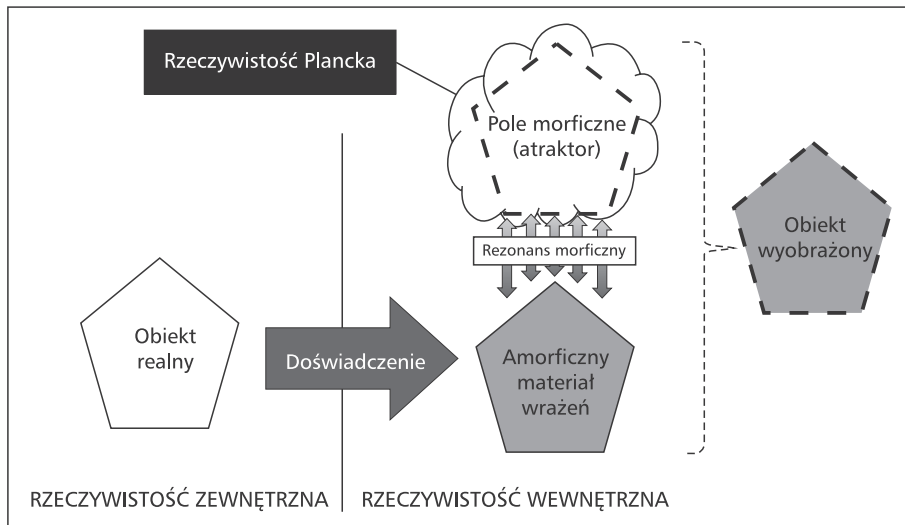 Rzeczywistość Plancka
Pole morficzne
(atraktor)
Rezonans morficzny
Obiekt
wyobrażony
Obiekt
realny
Doświadczenie
Amorficzny
materiał
wrażeń
RZECZYWISTOŚĆ ZEWNĘTRZNA
RZECZYWISTOŚĆ WEWNĘTRZNA